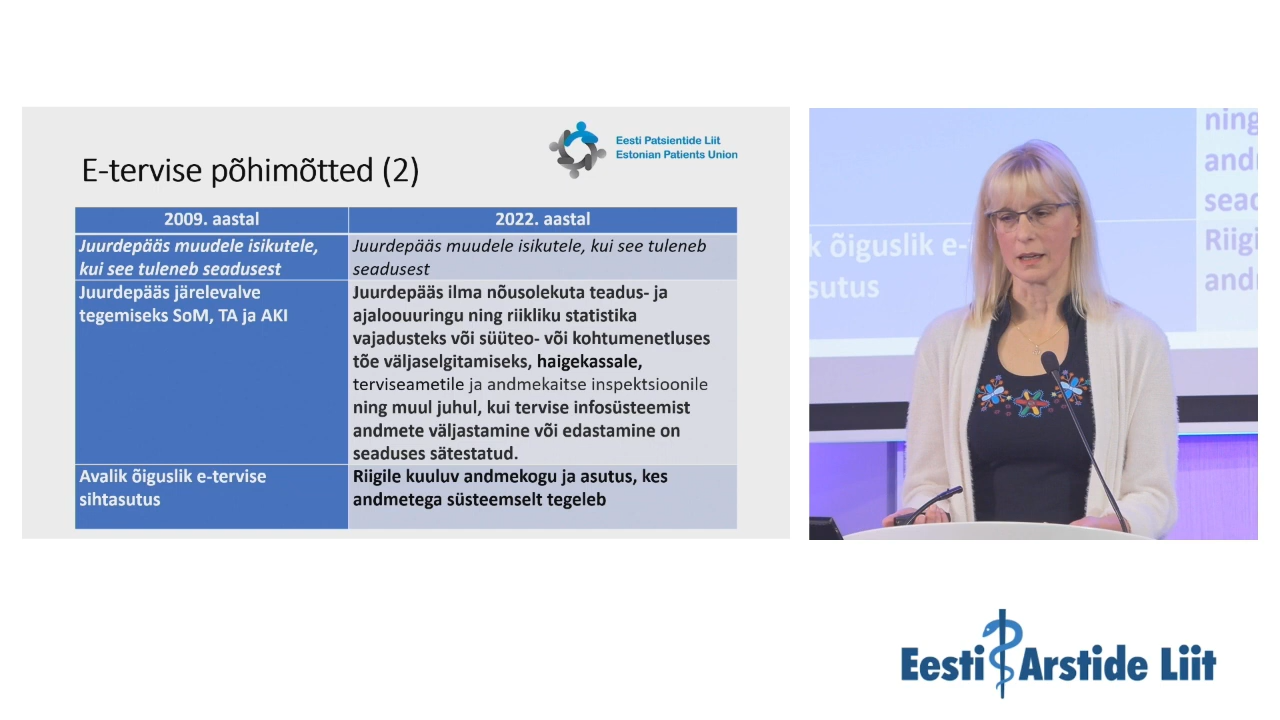 Eesti Patsientide Liit
Estonian Patients Union
E-tervise põhimõtted (2)
2009. aastal
2022. aastal
Juurdepääs muudele isikutele,
kui see tuleneb seadusest
Juurdepääs muudele isikutele, kui see tuleneb
seadusest
Juurdepääs järelevalve
tegemiseks SoM, TA ja AKI
Juurdepääs ilma nõusolekuta teadus- ja
ajaloouuringu ning riikliku statistika
vajadusteks või süüteo- või kohtumenetluses
tõe väljaselgitamiseks, haigekassale,
terviseametile ja andmekaitse inspektsioonile
ning muul juhul, kui tervise infosüsteemist
andmete väljastamine või edastamine on
seaduses sätestatud.
Avalik õiguslik e-tervise
sihtasutus
Riigile kuuluv andmekogu ja asutus, kes
andmetega süsteemselt tegeleb
ning
and
sead
k õiguslik e-
sutus
Riigi
and
Eesti Arstide Liit